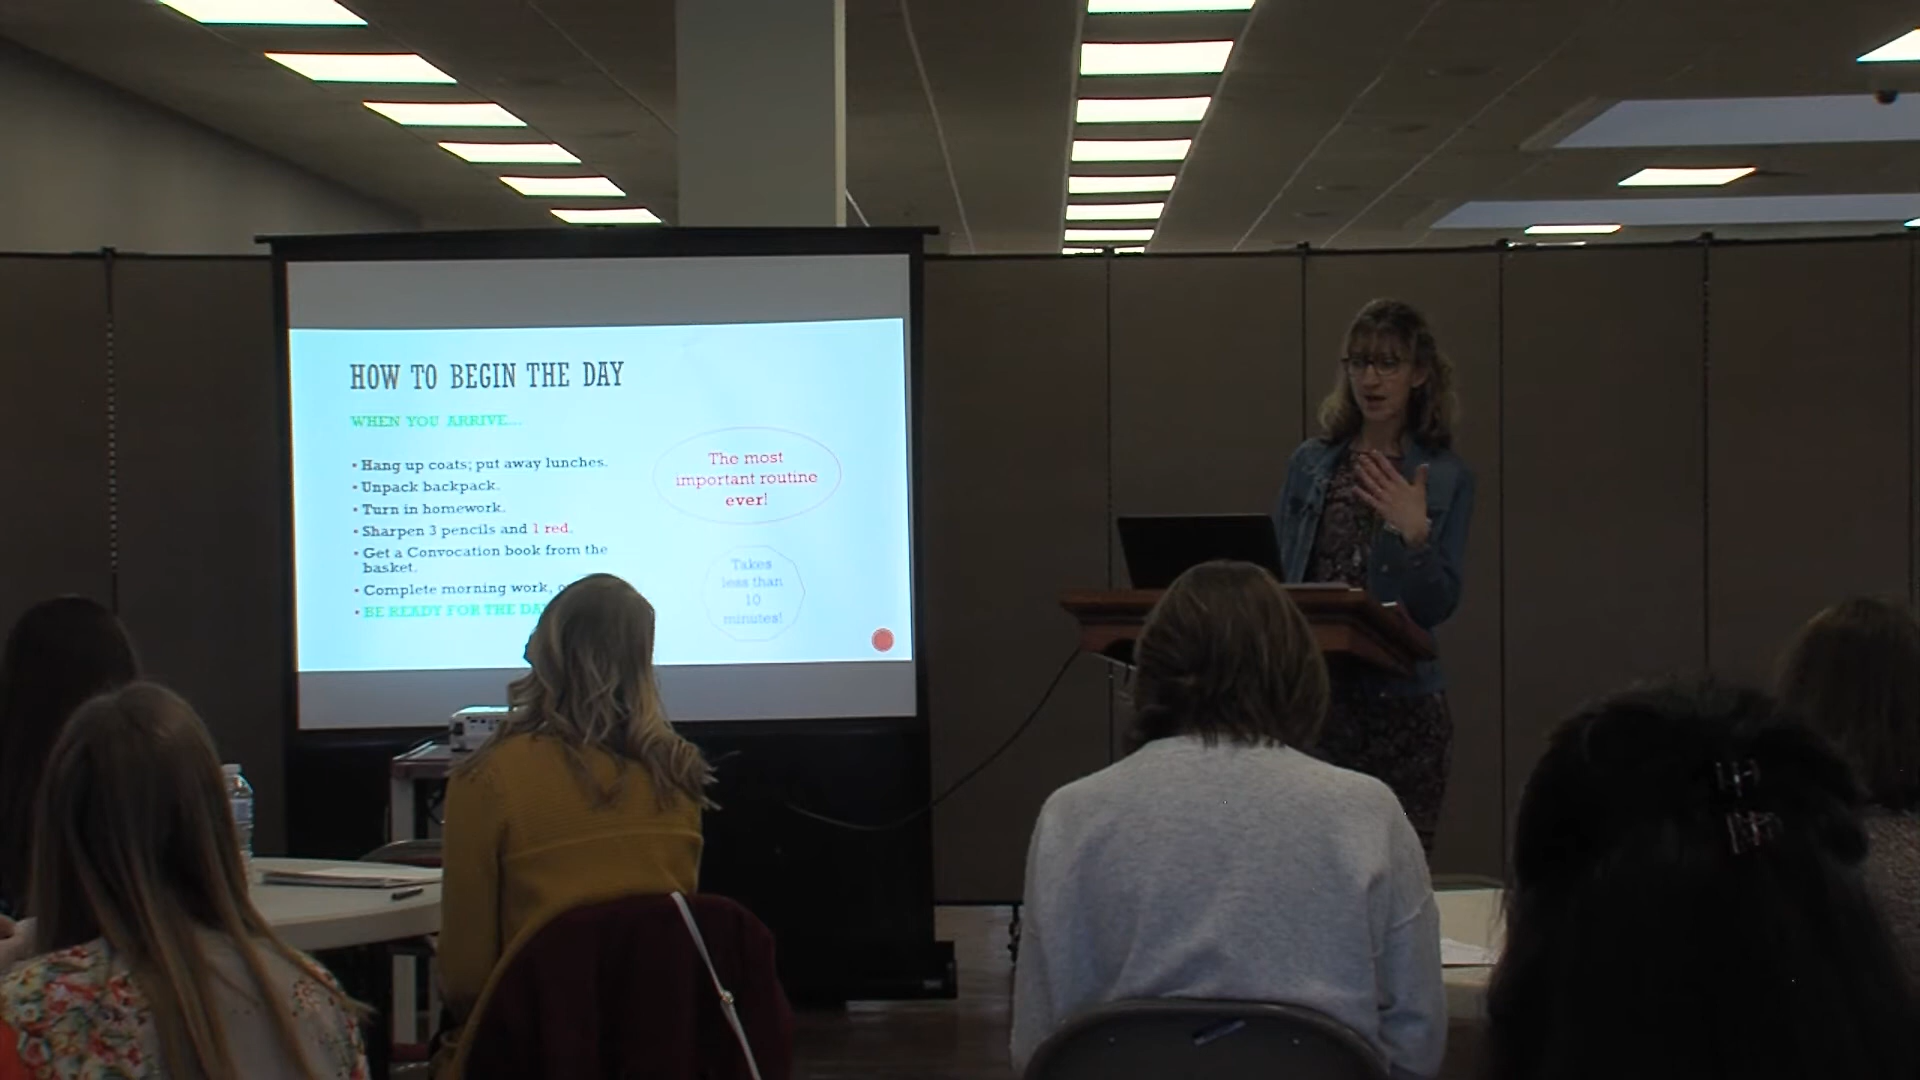 HOW TO BEGIN THE DAY
WHEN YOU ARRIVE...
• Hang up coats; put away lunches.
• Unpack backpack.
• Turn in homework.
• Sharpen 3 pencils and 1 red.
• Get a Convocation book from the
basket.
• Complete morning work,
• BE READY FOR THE DAY
The most
important routine
ever!
Takes
less than
10
minutes!